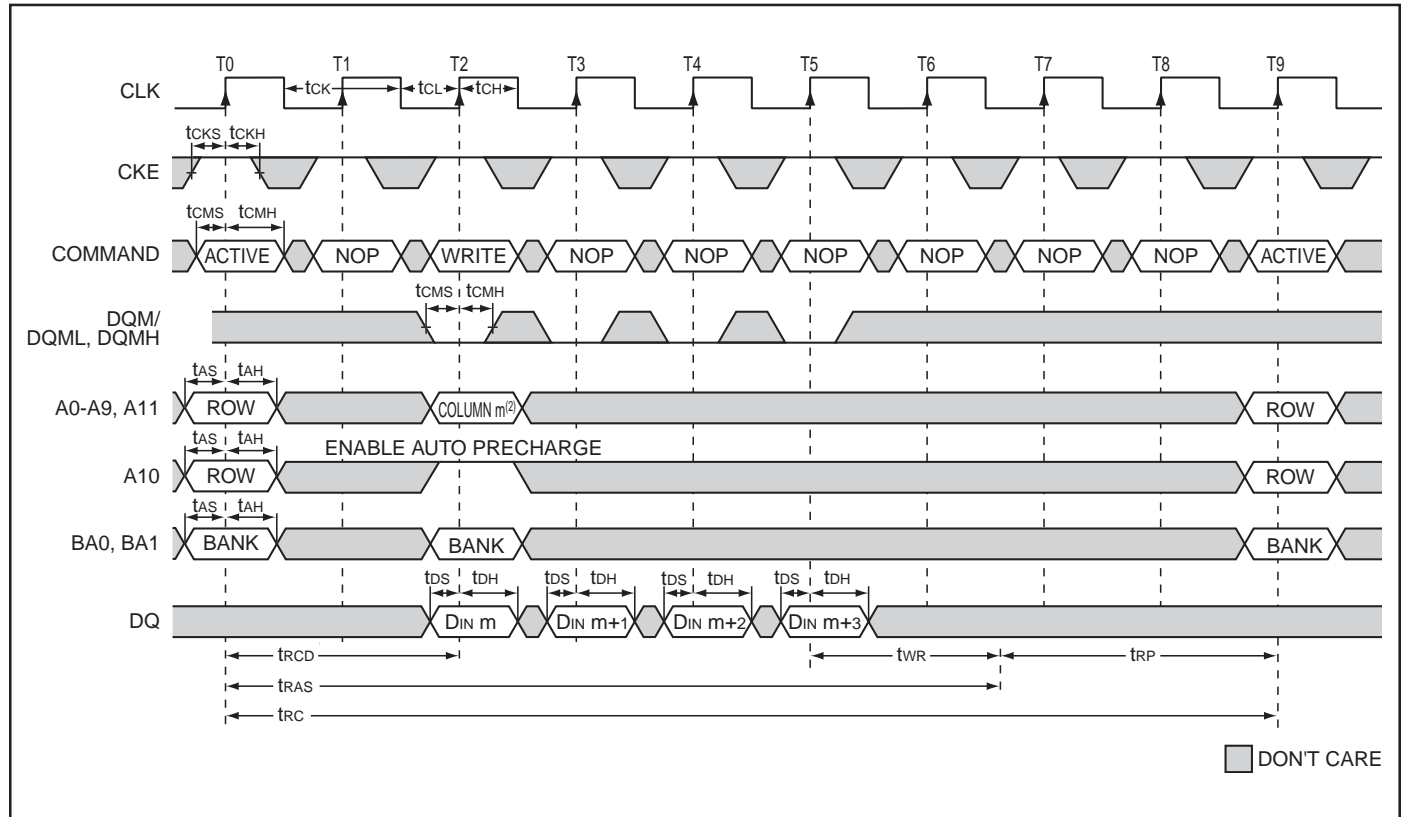 T0 T1 T2 T3 T4 T5 T6 T7 T8 T9
CLK tCK tCL tCH
tCKS tCKH
CKE
tCMS tCMH
COMMAND ACTIVE NOP WRITE NOP NOP NOP NOP NOP NOP ACTIVE
tCMS tCMH
DQM/
DQML, DQMH
tAS tAH
A0-A9, A11 ROW COLUMN m(2) ROW
tAS tAH ENABLE AUTO PRECHARGE
A10 ROW ROW
tAS tAH
BA0, BA1 BANK BANK BANK
tDS tDH tDS tDH tDS tDH tDS tDH
DQ DIN m DIN m+1 DIN m+2 DIN m+3
tRCD tWR tRP
tRAS
tRC
DON'T CARE